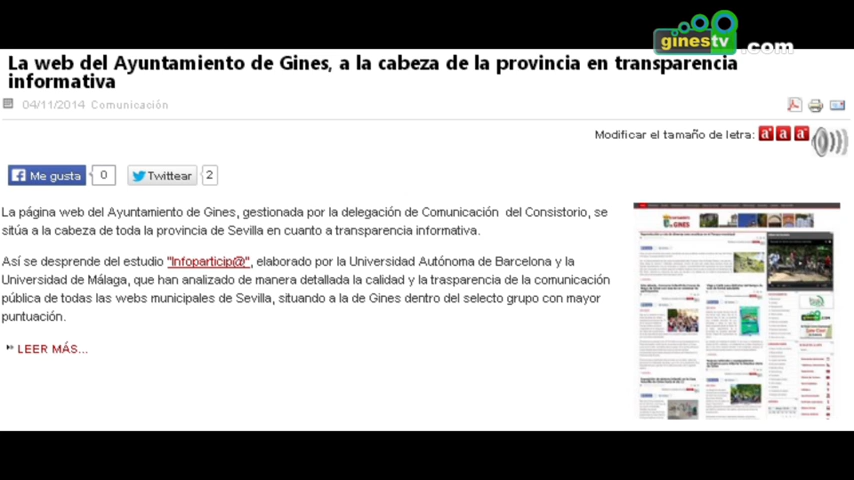 ginestv.com
La web del Ayuntamiento de Gines, a la cabeza de la provincia en transparencia
informativa
04/11/2014 Comunicación
Modificar el tamaño de letra: a a a
Me gusta 0 Twittear 2
La página web del Ayuntamiento de Gines, gestionada por la delegación de Comunicación del Consistorio, se
sitúa a la cabeza de toda la provincia de Sevilla en cuanto a transparencia informativa.
Así se desprende del estudio "Infoparticip@", elaborado por la Universidad Autónoma de Barcelona y la
Universidad de Málaga, que han analizado de manera detallada la calidad y la trasparencia de la comunicación
pública de todas las webs municipales de Sevilla, situando a la de Gines dentro del selecto grupo con mayor
puntuación.
LEER MÁS...